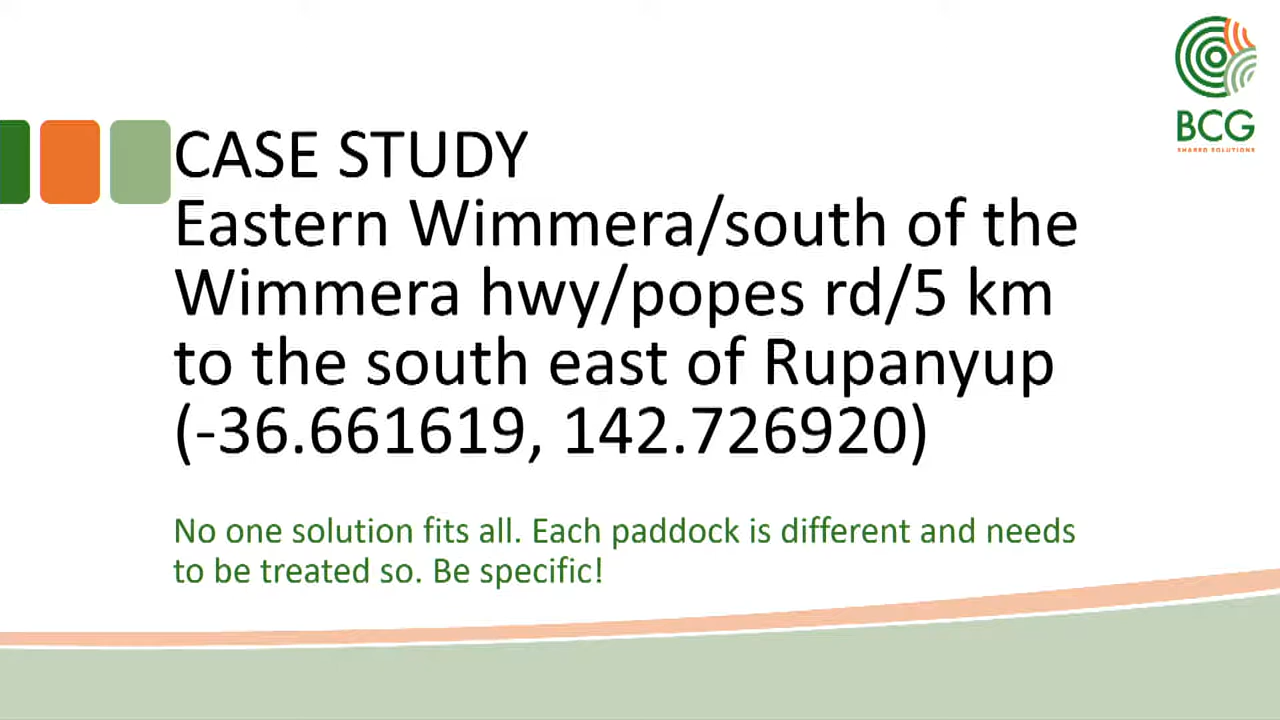 BCG
SHARED SOLUTIONS
CASE STUDY
Eastern Wimmera/south of the
Wimmera hwy/popes rd/5 km
to the south east of Rupanyup
(-36.661619, 142.726920)
No one solution fits all. Each paddock is different and needs
to be treated so. Be specific!